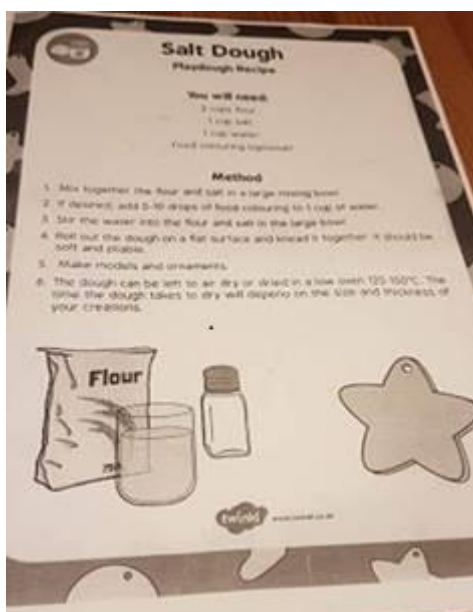 Salt Dough
Playdough Recipe
You will need:
cups flour
1 cup salt
1 cup water
Food colouring (optional)
Method
1. Mix together the flour and salt in a large mixing bowl.
2. If desired, add 5-10 drops of food colouring to 1 cup of water.
3. Stir the water into the flour and salt in the large bowl.
4. Roll out the dough on a flat surface and knead it together. It should be
soft and pliable.
5. Make models and ornaments.
6. The dough can be left to air dry or dried in a low oven 120-150°C. The
time the dough takes to dry will depend on the size and thickness of
your creations.
Flour
twinkl